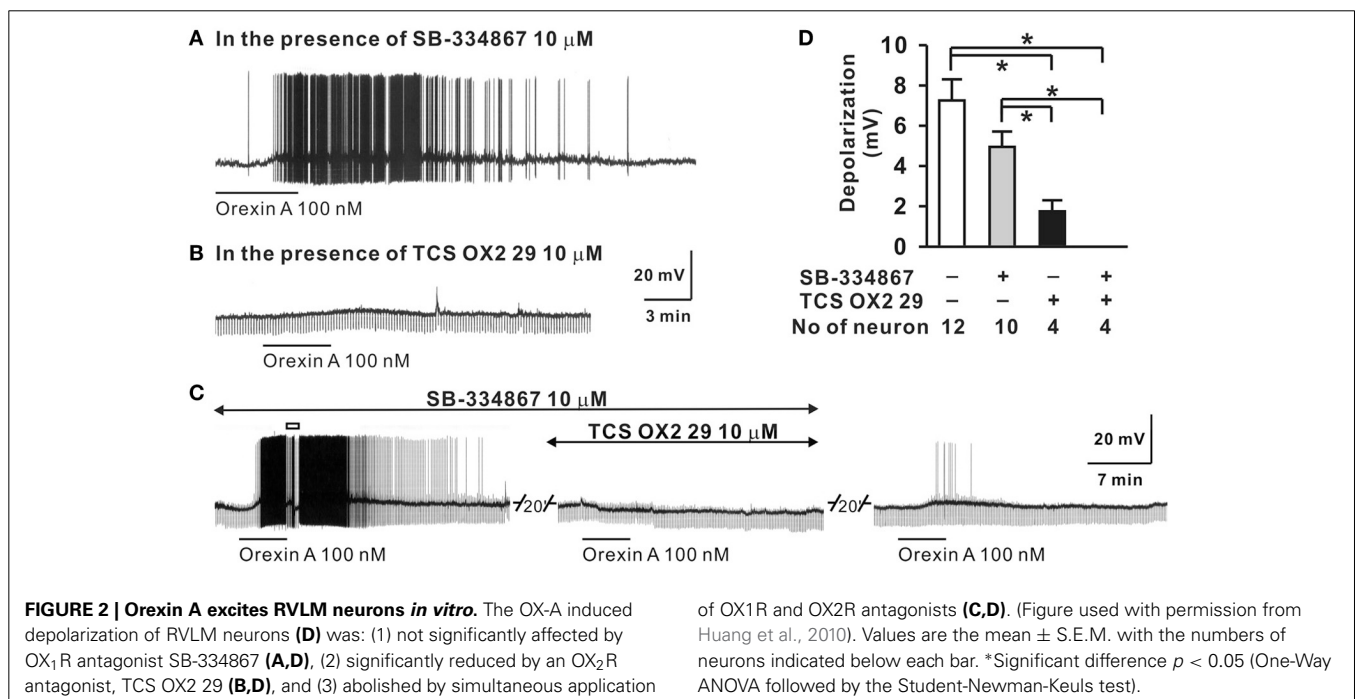 A In the presence of SB-334867 10 μM
Orexin A 100 nM
B In the presence of TCS OX2 29 10 μM
20 mV
3 min
Orexin A 100 nM
C
SB-334867 10 μM
TCS OX2 29 10 μM
20'
20'
20 mV
7 min
Orexin A 100 nM
Orexin A 100 nM
Orexin A 100 nM
D
Depolarization
(mV)
10
8
6
4
2
0
*
*
*
*
SB-334867 – + – +
TCS OX2 29 – – + +
No of neuron 12 10 4 4
FIGURE 2 | Orexin A excites RVLM neurons in vitro. The OX-A induced
depolarization of RVLM neurons (D) was: (1) not significantly affected by
OX₁R antagonist SB-334867 (A,D), (2) significantly reduced by an OX₂R
antagonist, TCS OX2 29 (B,D), and (3) abolished by simultaneous application
of OX1R and OX2R antagonists (C,D). (Figure used with permission from
Huang et al., 2010). Values are the mean ± S.E.M. with the numbers of
neurons indicated below each bar. *Significant difference p < 0.05 (One-Way
ANOVA followed by the Student-Newman-Keuls test).